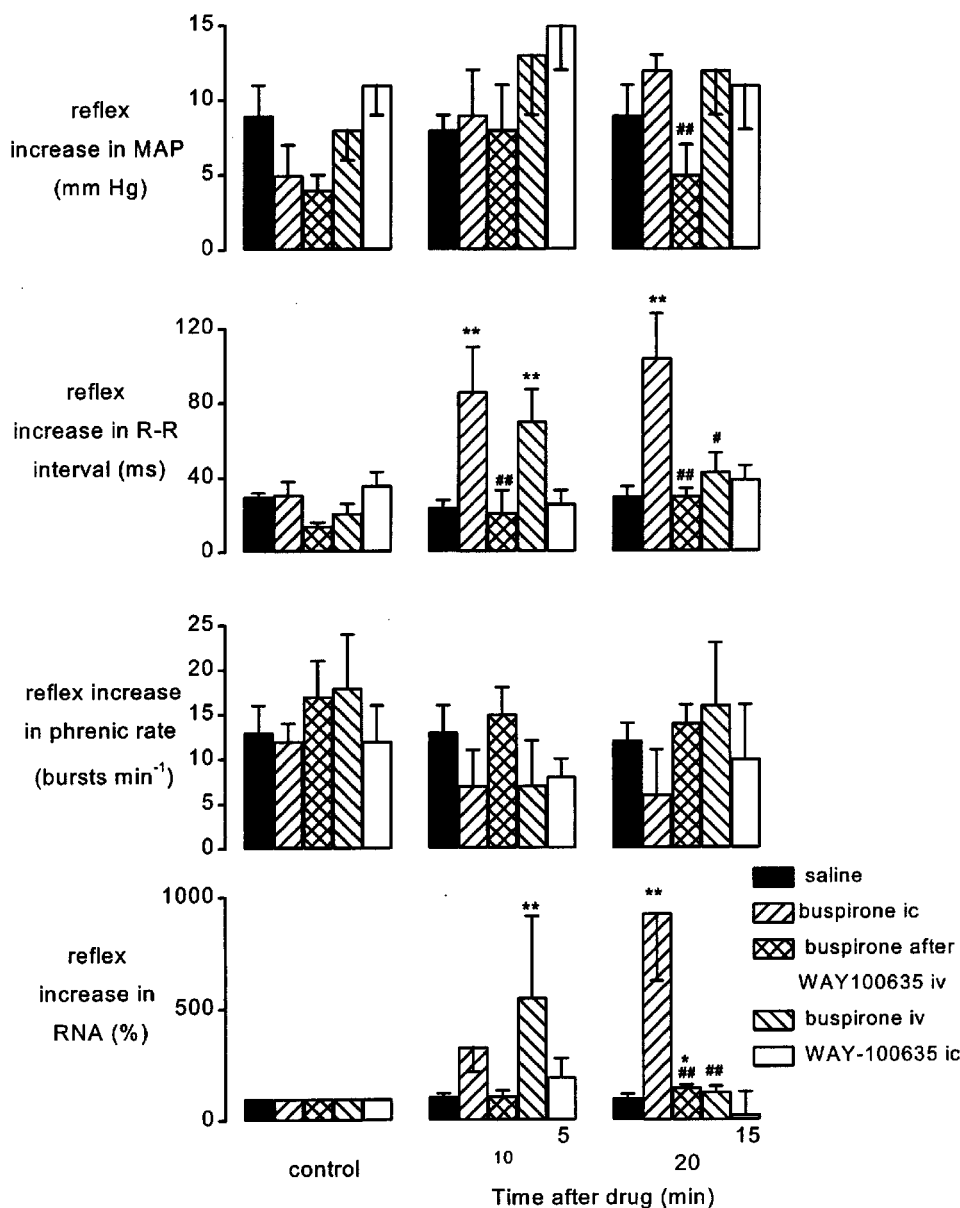 15
10
5
0
reflex
increase in MAP
(mm Hg)
##
120
80
40
0
reflex
increase in R-R
interval (ms)
**
##
**
**
##
#
25
20
15
10
5
0
reflex increase
in phrenic rate
(bursts min⁻¹)
1000
500
0
reflex
increase in
RNA (%)
**
**
*
##
##
saline
buspirone ic
buspirone after
WAY100635 iv
buspirone iv
WAY-100635 ic
control
10
5
20
15
Time after drug (min)